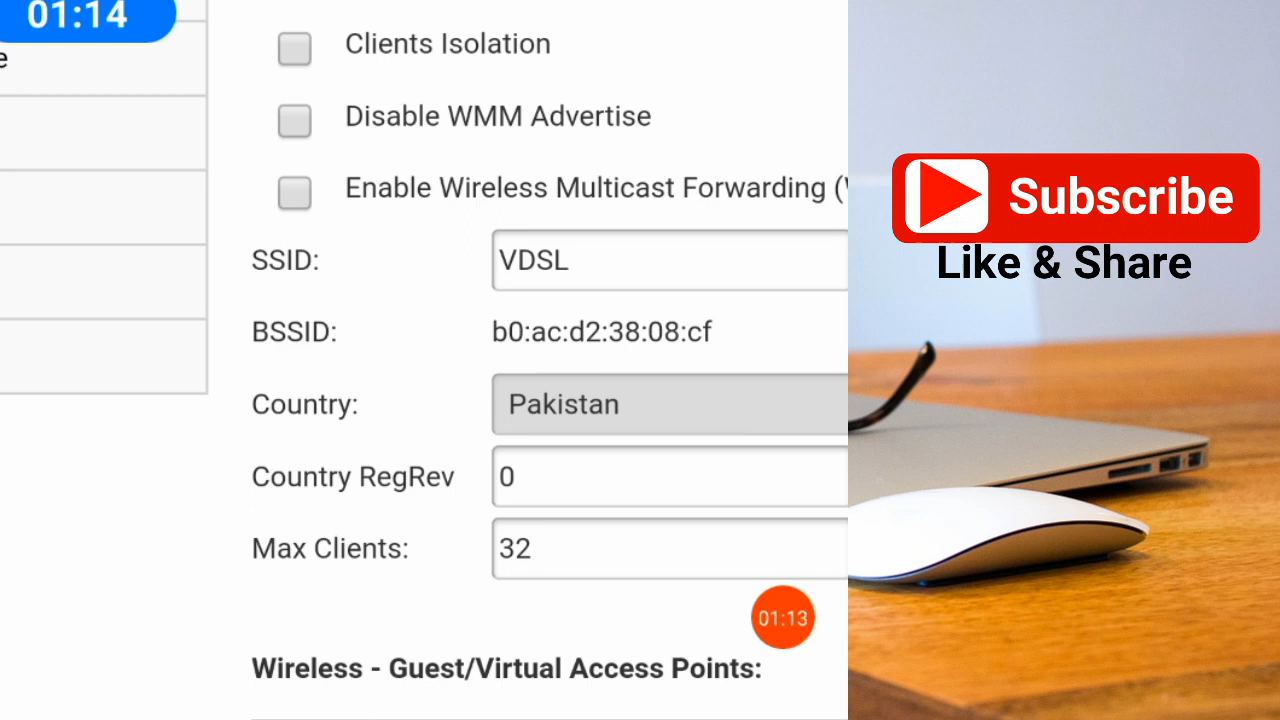 01:14
e
Clients Isolation
Disable WMM Advertise
Enable Wireless Multicast Forwarding (
SSID: VDSL
BSSID: b0:ac:d2:38:08:cf
Country: Pakistan
Country RegRev 0
Max Clients: 32
01:13
Wireless - Guest/Virtual Access Points:
Subscribe
Like & Share